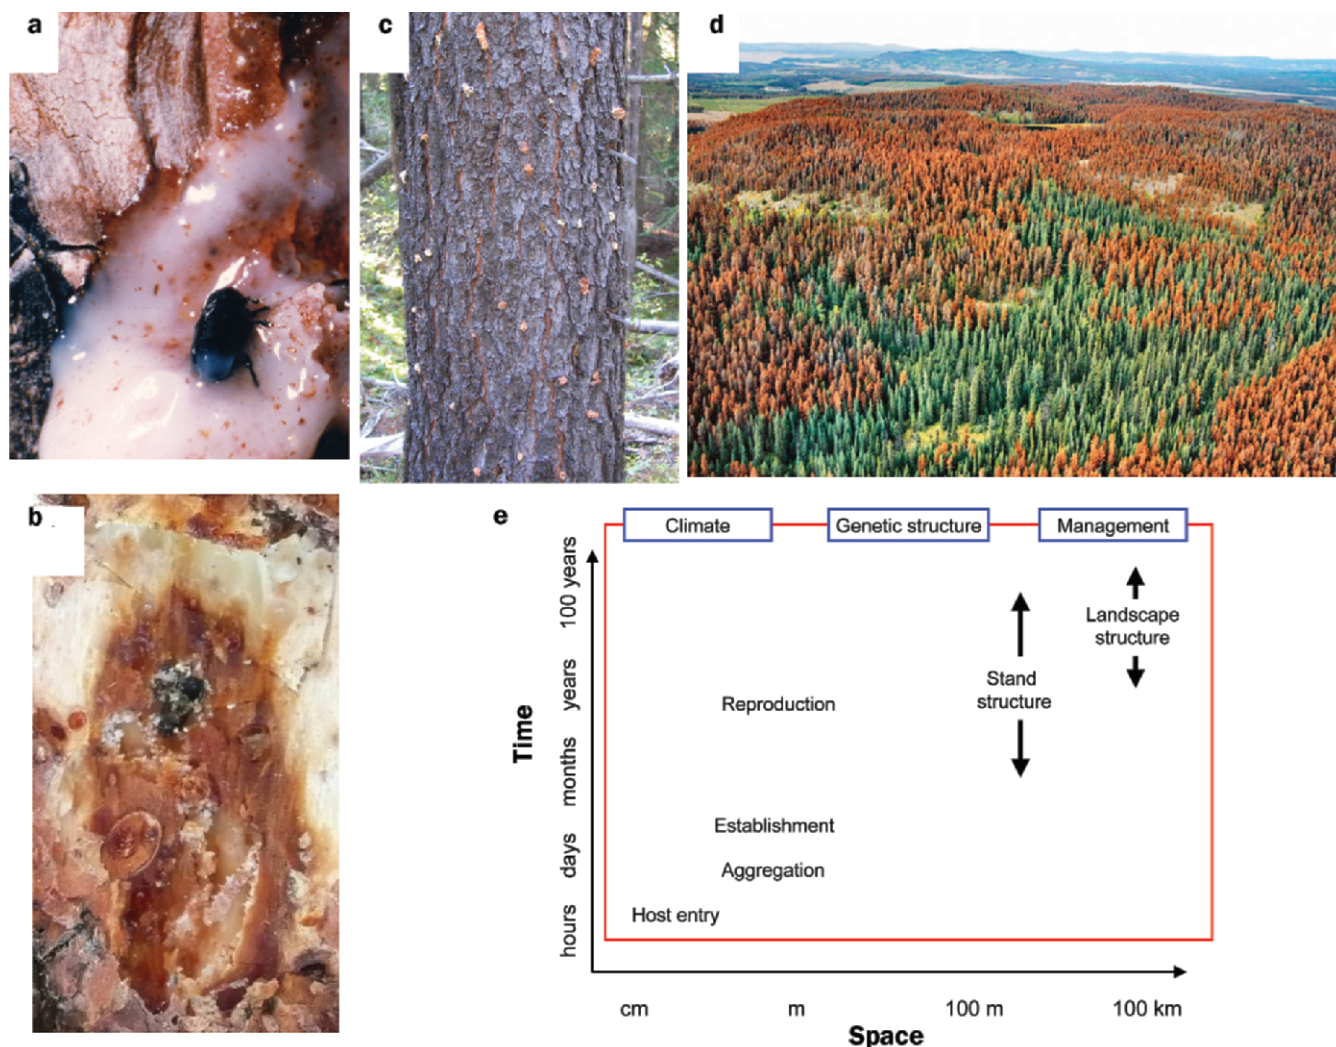 a
c
d
b
e
Climate
Genetic structure
Management
100 years
years
months
days
hours
Time
Landscape
structure
Stand
structure
Reproduction
Establishment
Aggregation
Host entry
cm
m
100 m
100 km
Space